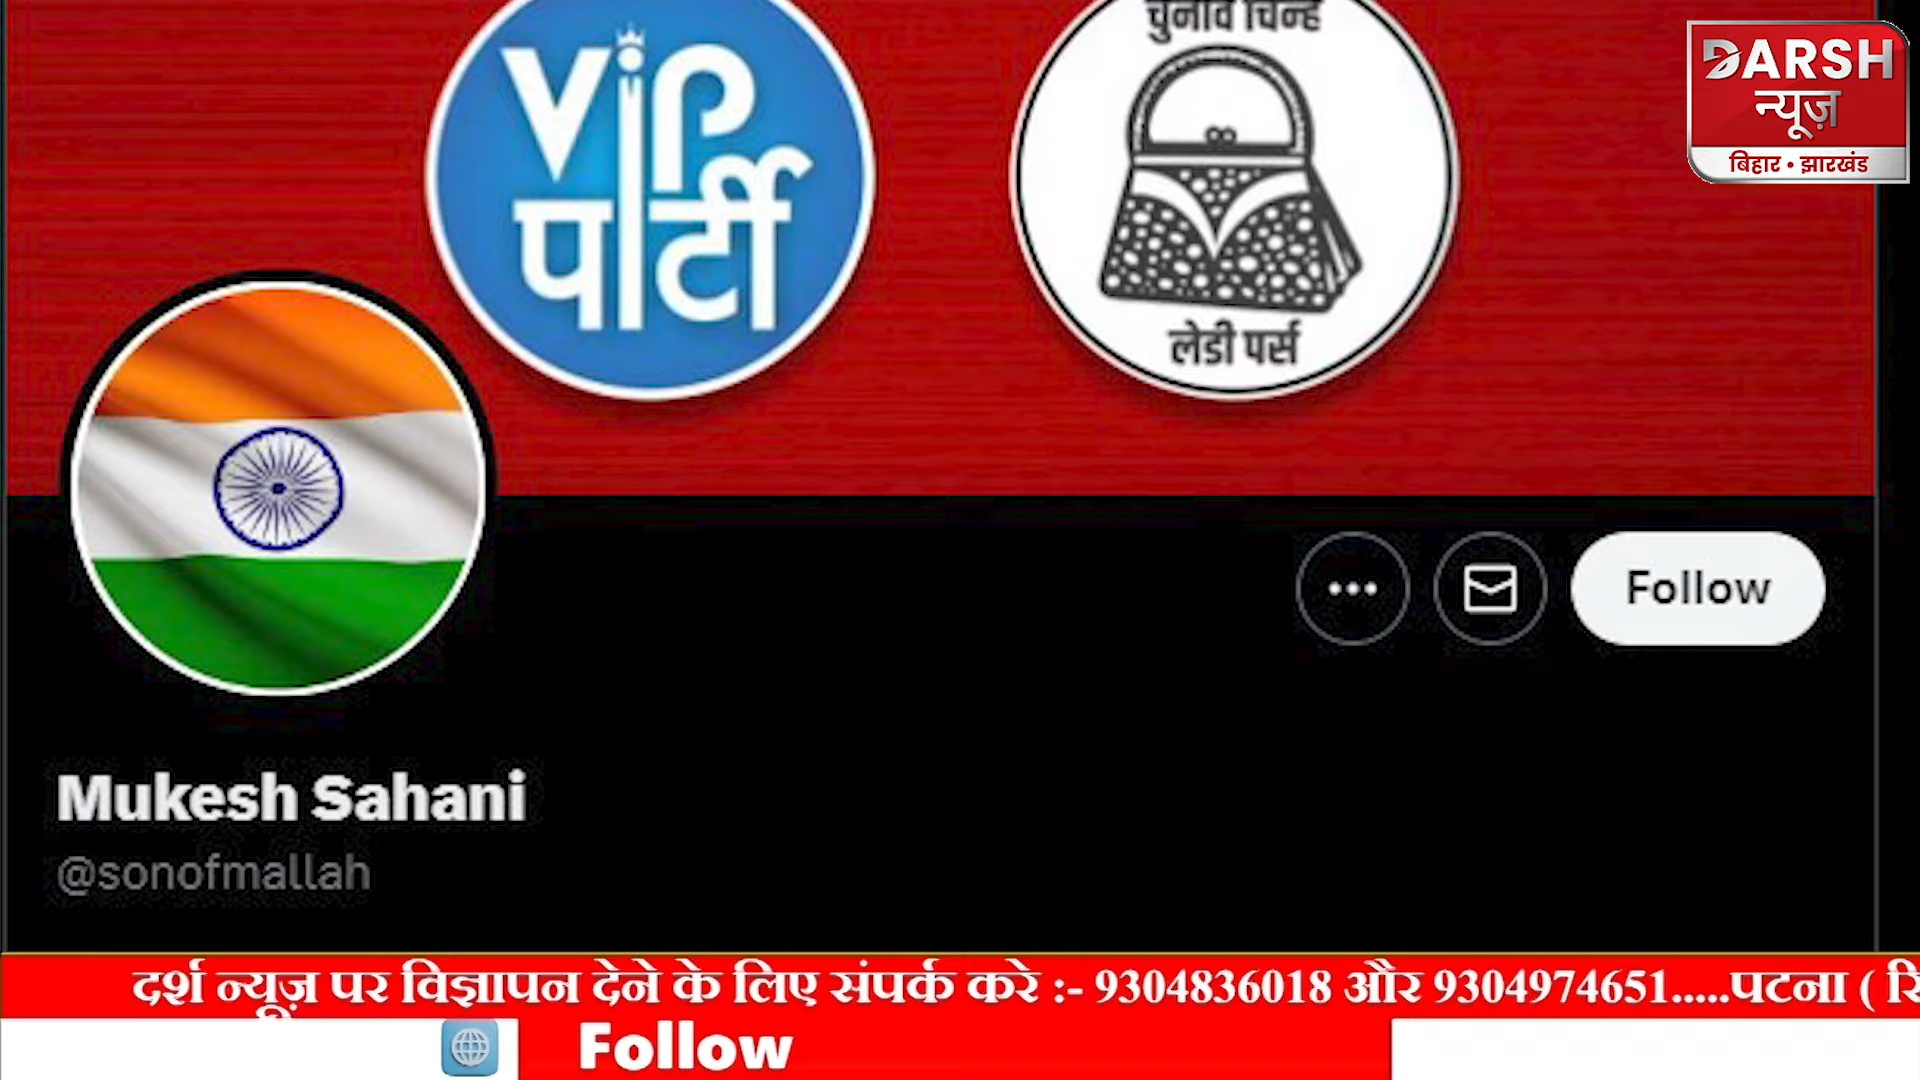 चुनाव चिन्ह
ViP
पार्टी
लेडी पर्स
DARSH
न्यूज़
बिहार • झारखंड
Follow
Mukesh Sahani
@sonofmallah
दर्श न्यूज़ पर विज्ञापन देने के लिए संपर्क करे :- 9304836018 और 9304974651.....पटना (
Follow